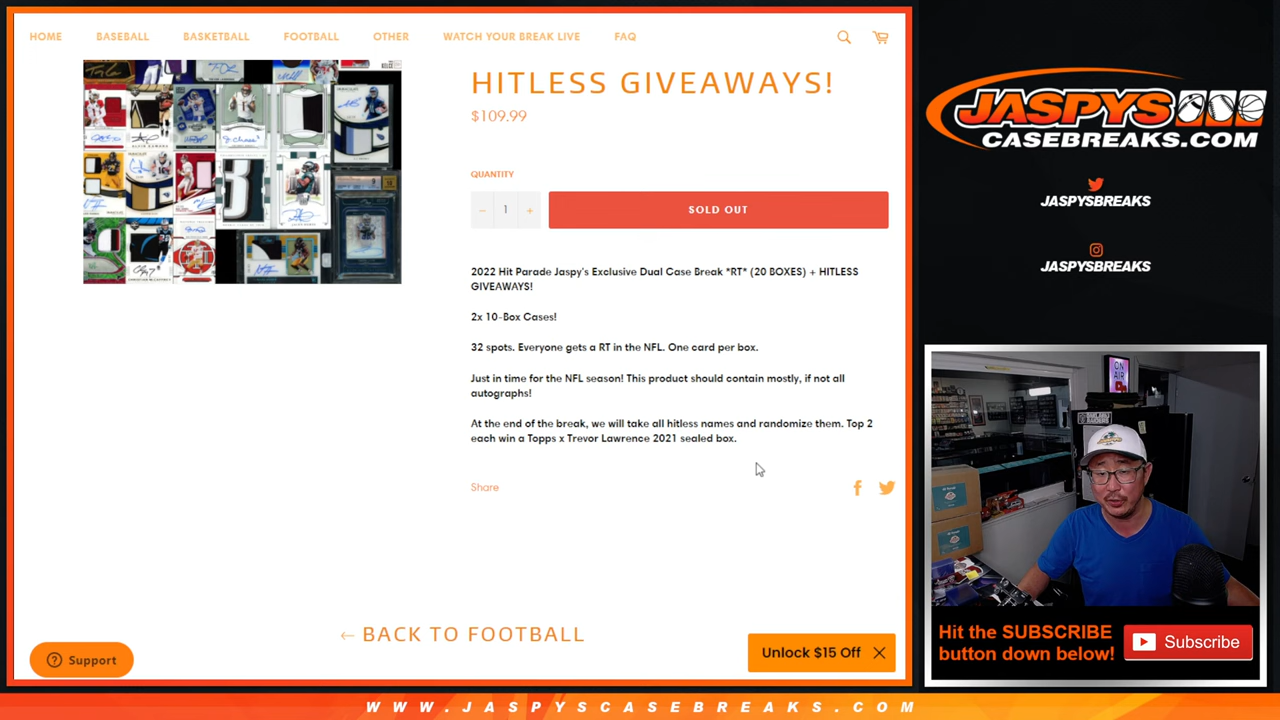 HOME BASEBALL BASKETBALL FOOTBALL OTHER WATCH YOUR BREAK LIVE FAQ
HITLESS GIVEAWAYS!
$109.99
QUANTITY
− 1 +
SOLD OUT
2022 Hit Parade Jaspy's Exclusive Dual Case Break *RT* (20 BOXES) + HITLESS
GIVEAWAYS!
2x 10-Box Cases!
32 spots. Everyone gets a RT in the NFL. One card per box.
Just in time for the NFL season! This product should contain mostly, if not all
autographs!
At the end of the break, we will take all hitless names and randomize them. Top 2
each win a Topps x Trevor Lawrence 2021 sealed box.
Share
← BACK TO FOOTBALL
Support
Unlock $15 Off
JASPYS
CASEBREAKS.COM
JASPYSBREAKS
JASPYSBREAKS
ON
AIR
Hit the SUBSCRIBE
button down below!
Subscribe
WWW.JASPYSCASEBREAKS.COM